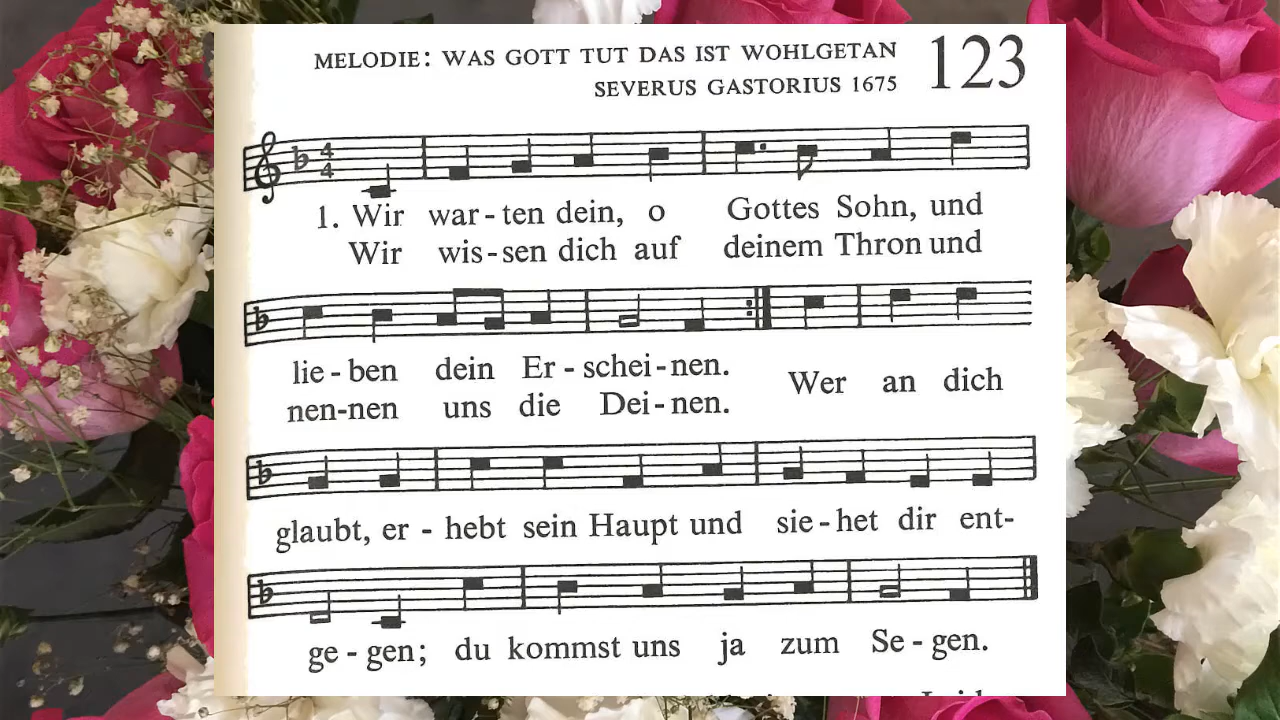 MELODIE: WAS GOTT TUT DAS IST WOHLGETAN
SEVERUS GASTORIUS 1675
123
4
4
1. Wir war-ten dein, o Gottes Sohn, und
Wir wis-sen dich auf deinem Thron und
lie-ben dein Er-schei-nen. Wer an dich
nen-nen uns die Dei-nen.
glaubt, er - hebt sein Haupt und sie-het dir ent-
ge-gen; du kommst uns ja zum Se-gen.